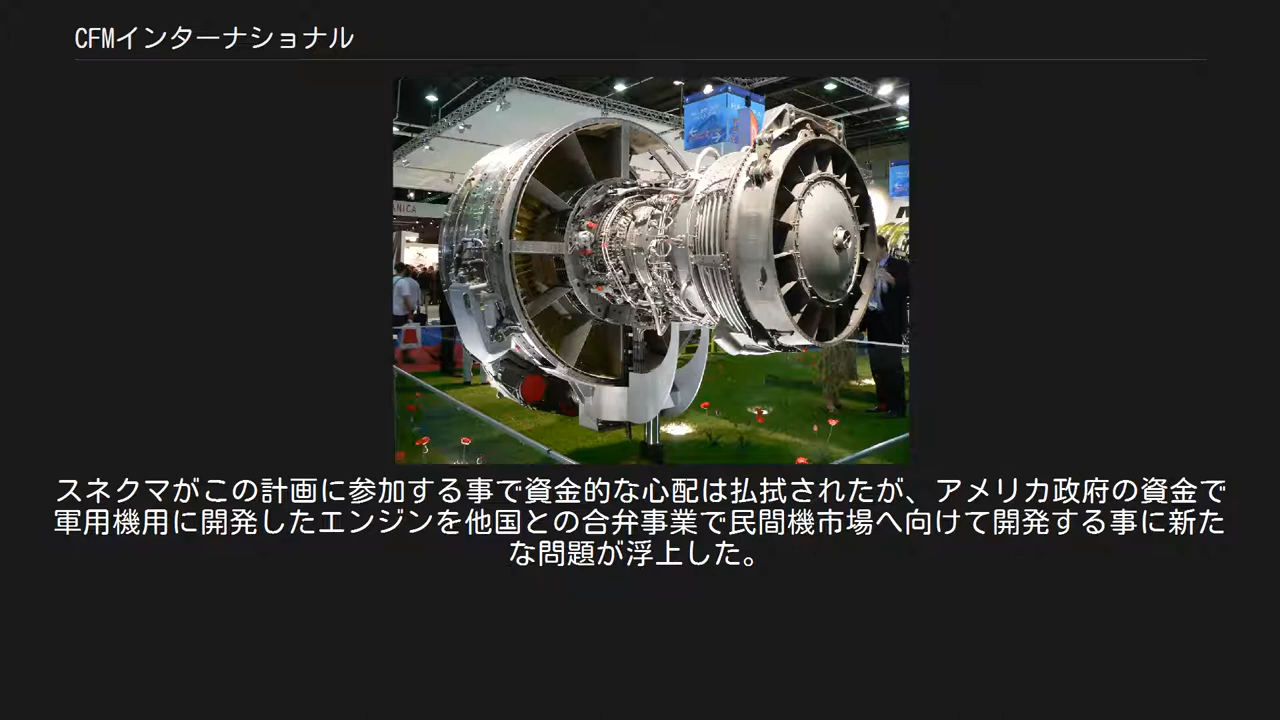 CFMインターナショナル
スネクマがこの計画に参加する事で資金的な心配は払拭されたが、アメリカ政府の資金で
軍用機用に開発したエンジンを他国との合弁事業で民間機市場へ向けて開発する事に新た
な問題が浮上した。